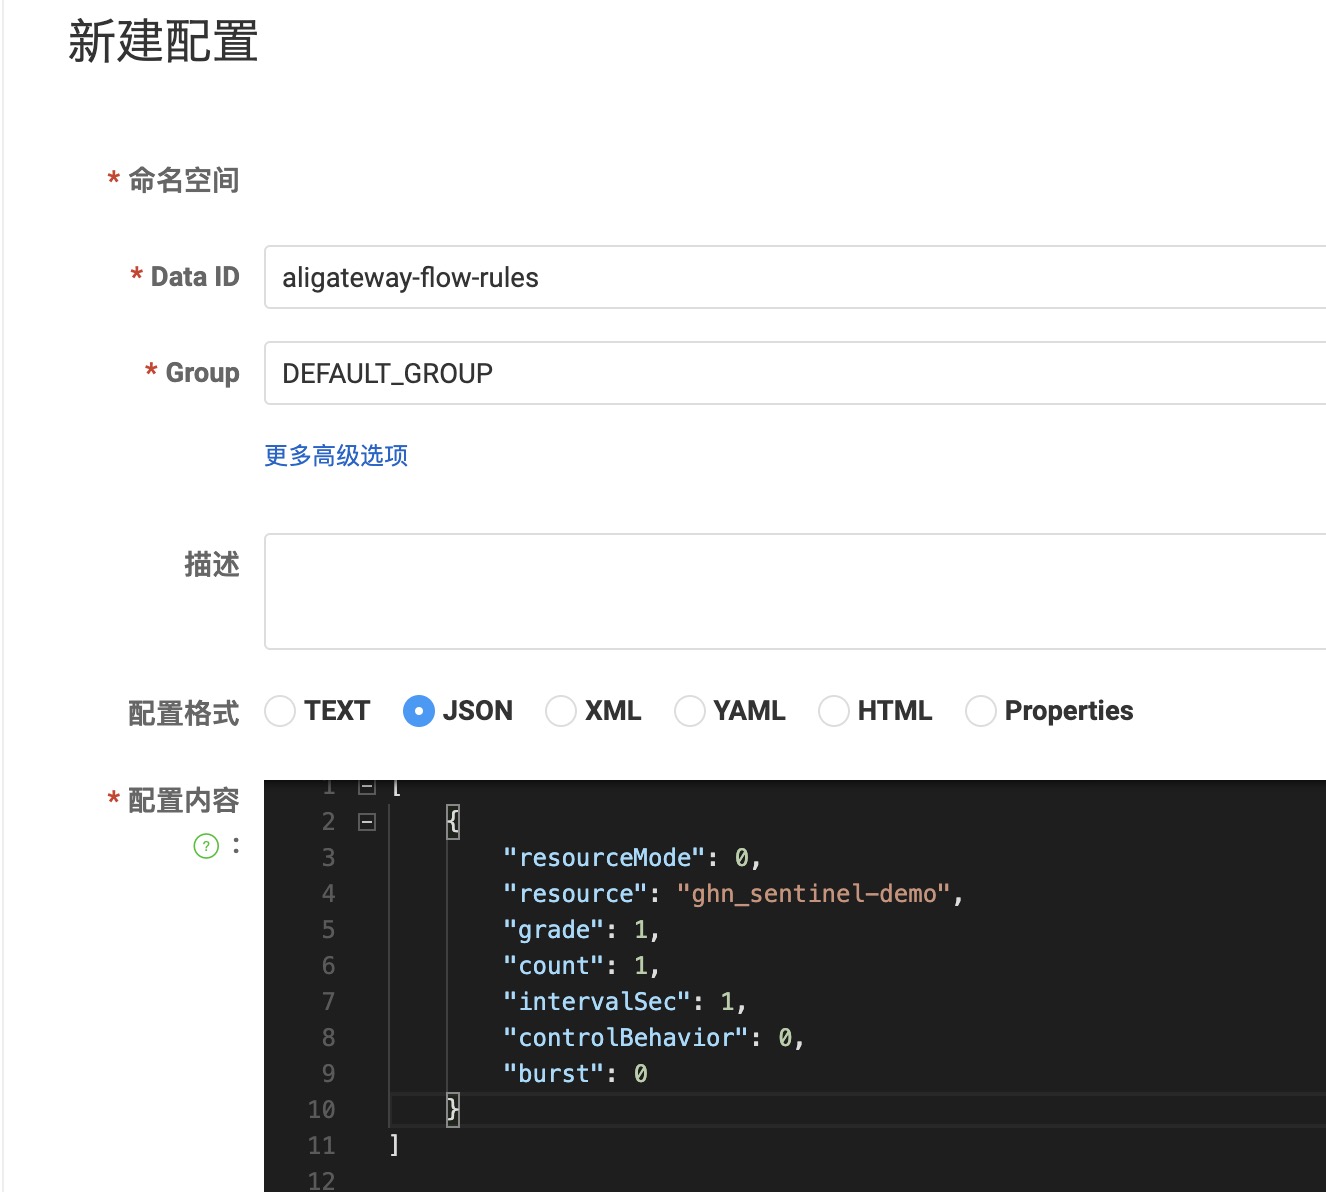 新建配置
* 命名空间
* Data ID aligateway-flow-rules
* Group DEFAULT_GROUP
更多高级选项
描述
配置格式 TEXT JSON XML YAML HTML Properties
* 配置内容
? :
1 [
2 {
3 "resourceMode": 0,
4 "resource": "ghn_sentinel-demo",
5 "grade": 1,
6 "count": 1,
7 "intervalSec": 1,
8 "controlBehavior": 0,
9 "burst": 0
10 }
11 ]
12